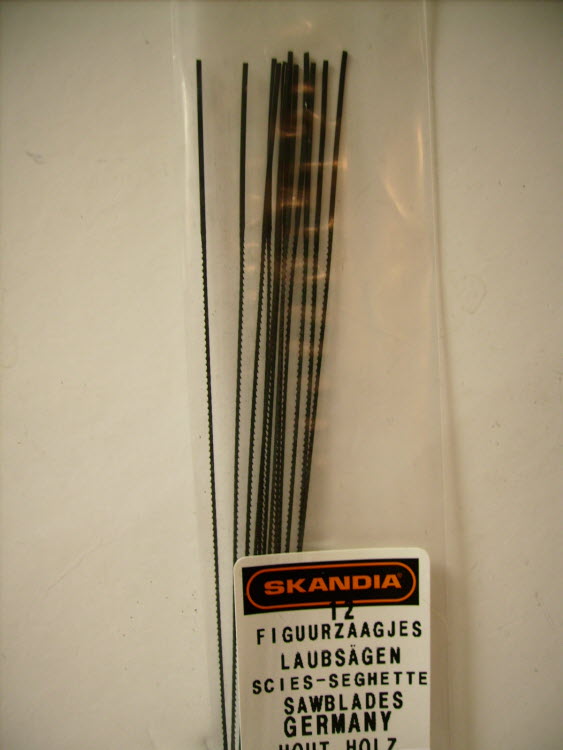 SKANDIA
12
FIGUURZAAGJES
LAUBSÄGEN
SCIES-SEGHETTE
SAWBLADES
GERMANY
HOUT HOLZ